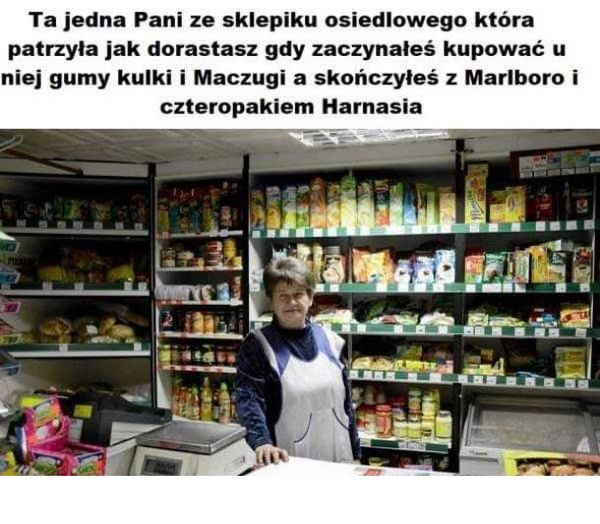 Ta jedna Pani ze sklepiku osiedlowego która
patrzyła jak dorastasz gdy zaczynałeś kupować u
niej gumy kulki i Maczugi a skończyłeś z Marlboro i
czteropakiem Harnasia